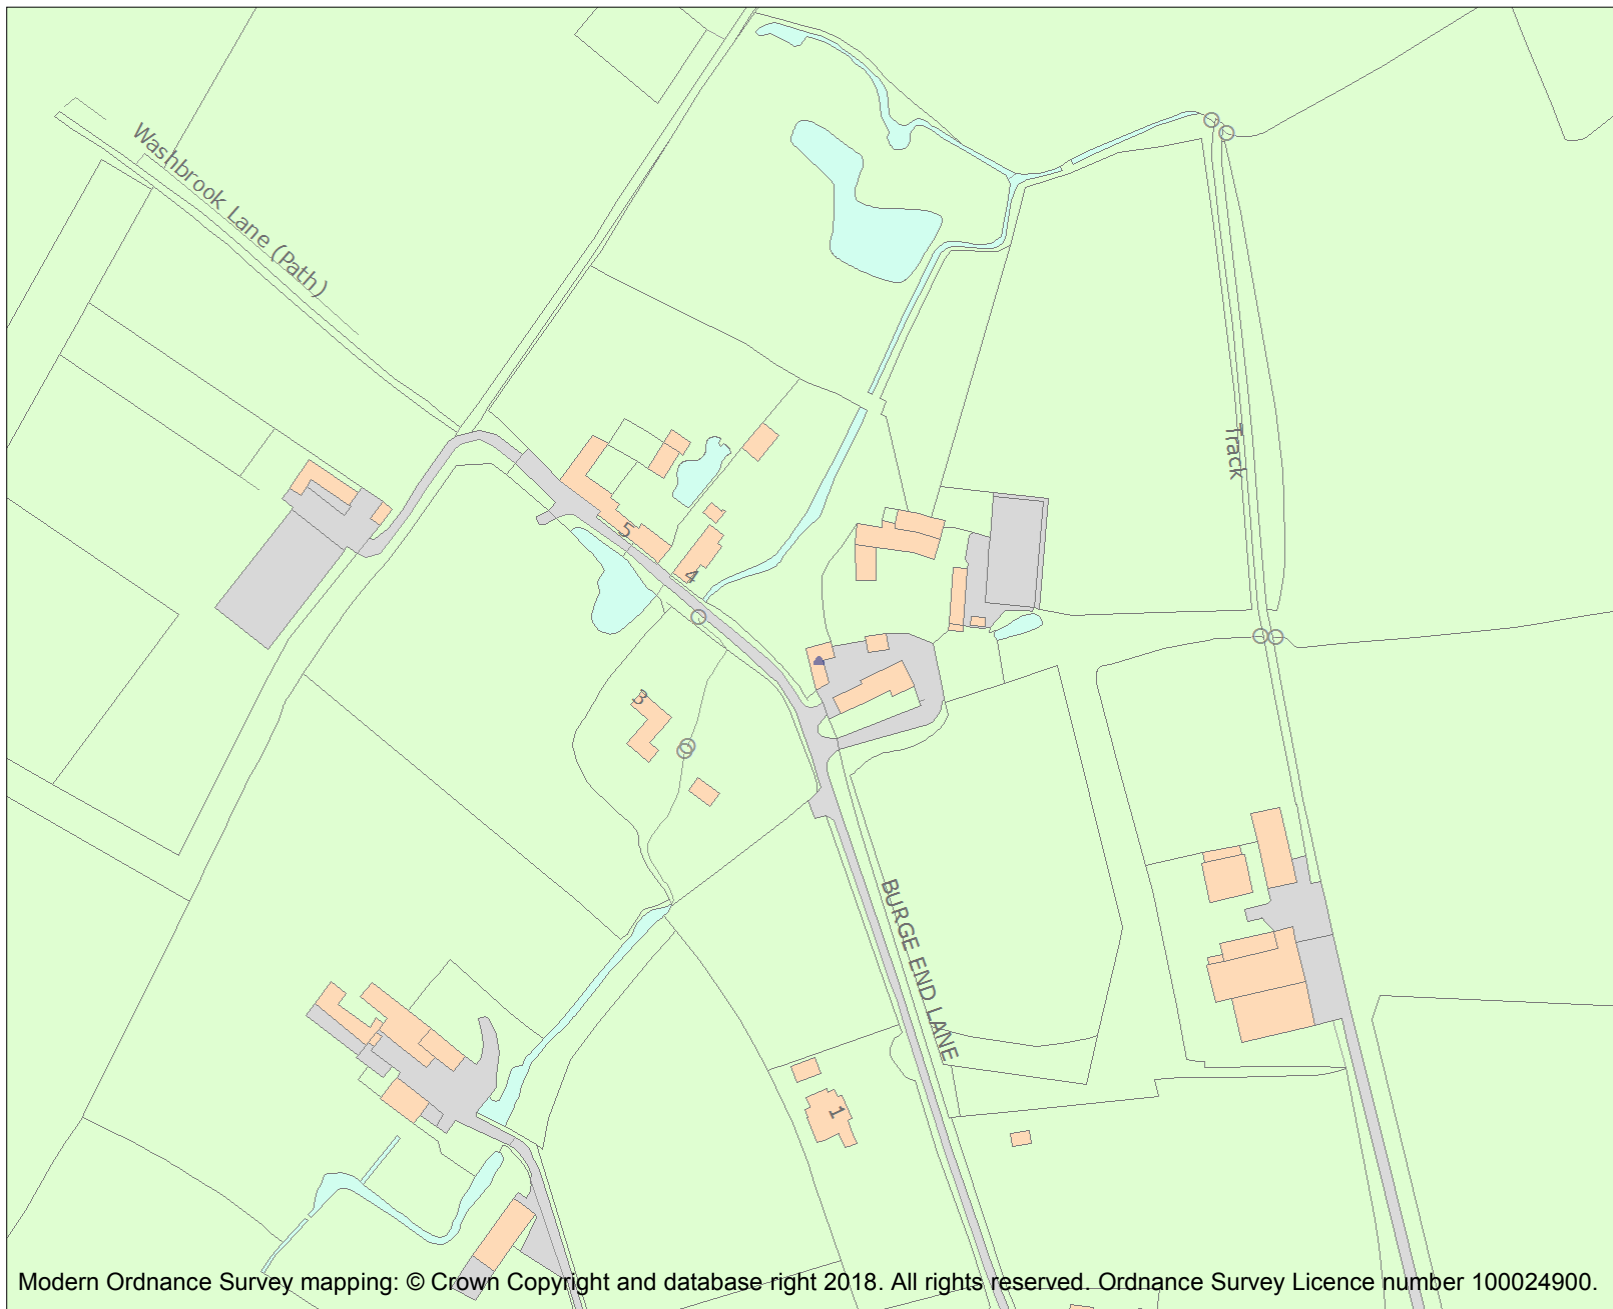 Washbrook Lane (Path)
Track
5
4
3
BURGE END LANE
1
Modern Ordnance Survey mapping: © Crown Copyright and database right 2018. All rights reserved. Ordnance Survey Licence number 100024900.